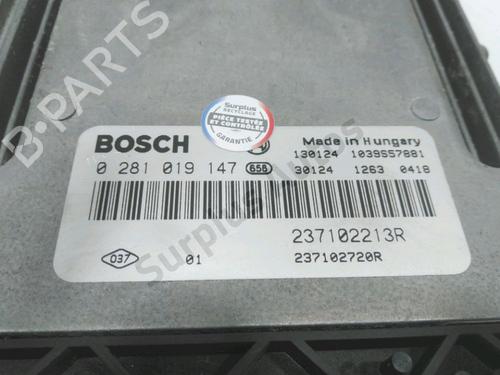 Surplus
RECYCLAGE
PIÈCE TESTÉE
ET CONTRÔLÉE
GARANTIE
BOSCH
Made in Hungary
130124 1039S57881
0 281 019 147 658
30124 1263 0418
237102213R
037 01 237102720R
B-PARTS
Surplus Autos